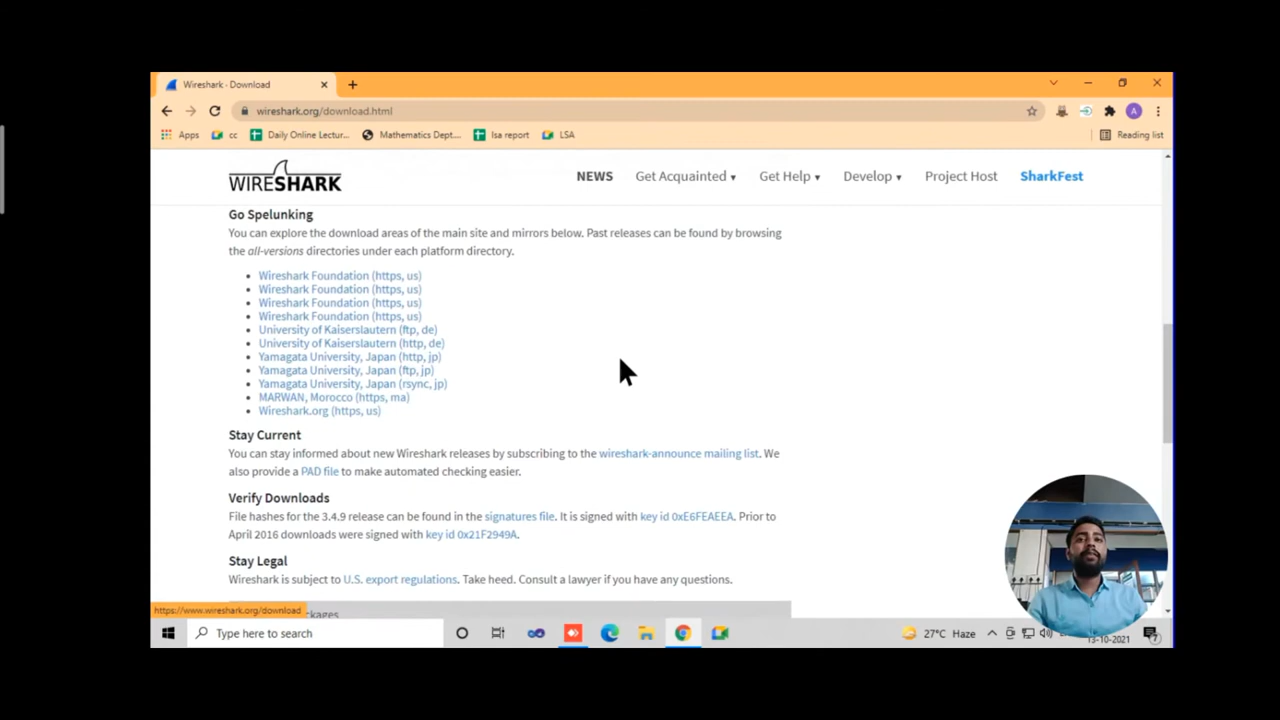 Wireshark · Download
wireshark.org/download.html
Apps cc Daily Online Lectur... Mathematics Dept... lsa report LSA Reading list
WIRESHARK NEWS Get Acquainted Get Help Develop Project Host SharkFest
Go Spelunking
You can explore the download areas of the main site and mirrors below. Past releases can be found by browsing
the all-versions directories under each platform directory.
Wireshark Foundation (https, us)
Wireshark Foundation (https, us)
Wireshark Foundation (https, us)
Wireshark Foundation (https, us)
University of Kaiserslautern (ftp, de)
University of Kaiserslautern (http, de)
Yamagata University, Japan (http, jp)
Yamagata University, Japan (ftp, jp)
Yamagata University, Japan (rsync, jp)
MARWAN, Morocco (https, ma)
Wireshark.org (https, us)
Stay Current
You can stay informed about new Wireshark releases by subscribing to the wireshark-announce mailing list. We
also provide a PAD file to make automated checking easier.
Verify Downloads
File hashes for the 3.4.9 release can be found in the signatures file. It is signed with key id 0xE6FEAEEA. Prior to
April 2016 downloads were signed with key id 0x21F2949A.
Stay Legal
Wireshark is subject to U.S. export regulations. Take heed. Consult a lawyer if you have any questions.
https://www.wireshark.org/download
Type here to search 27°C Haze 13-10-2021